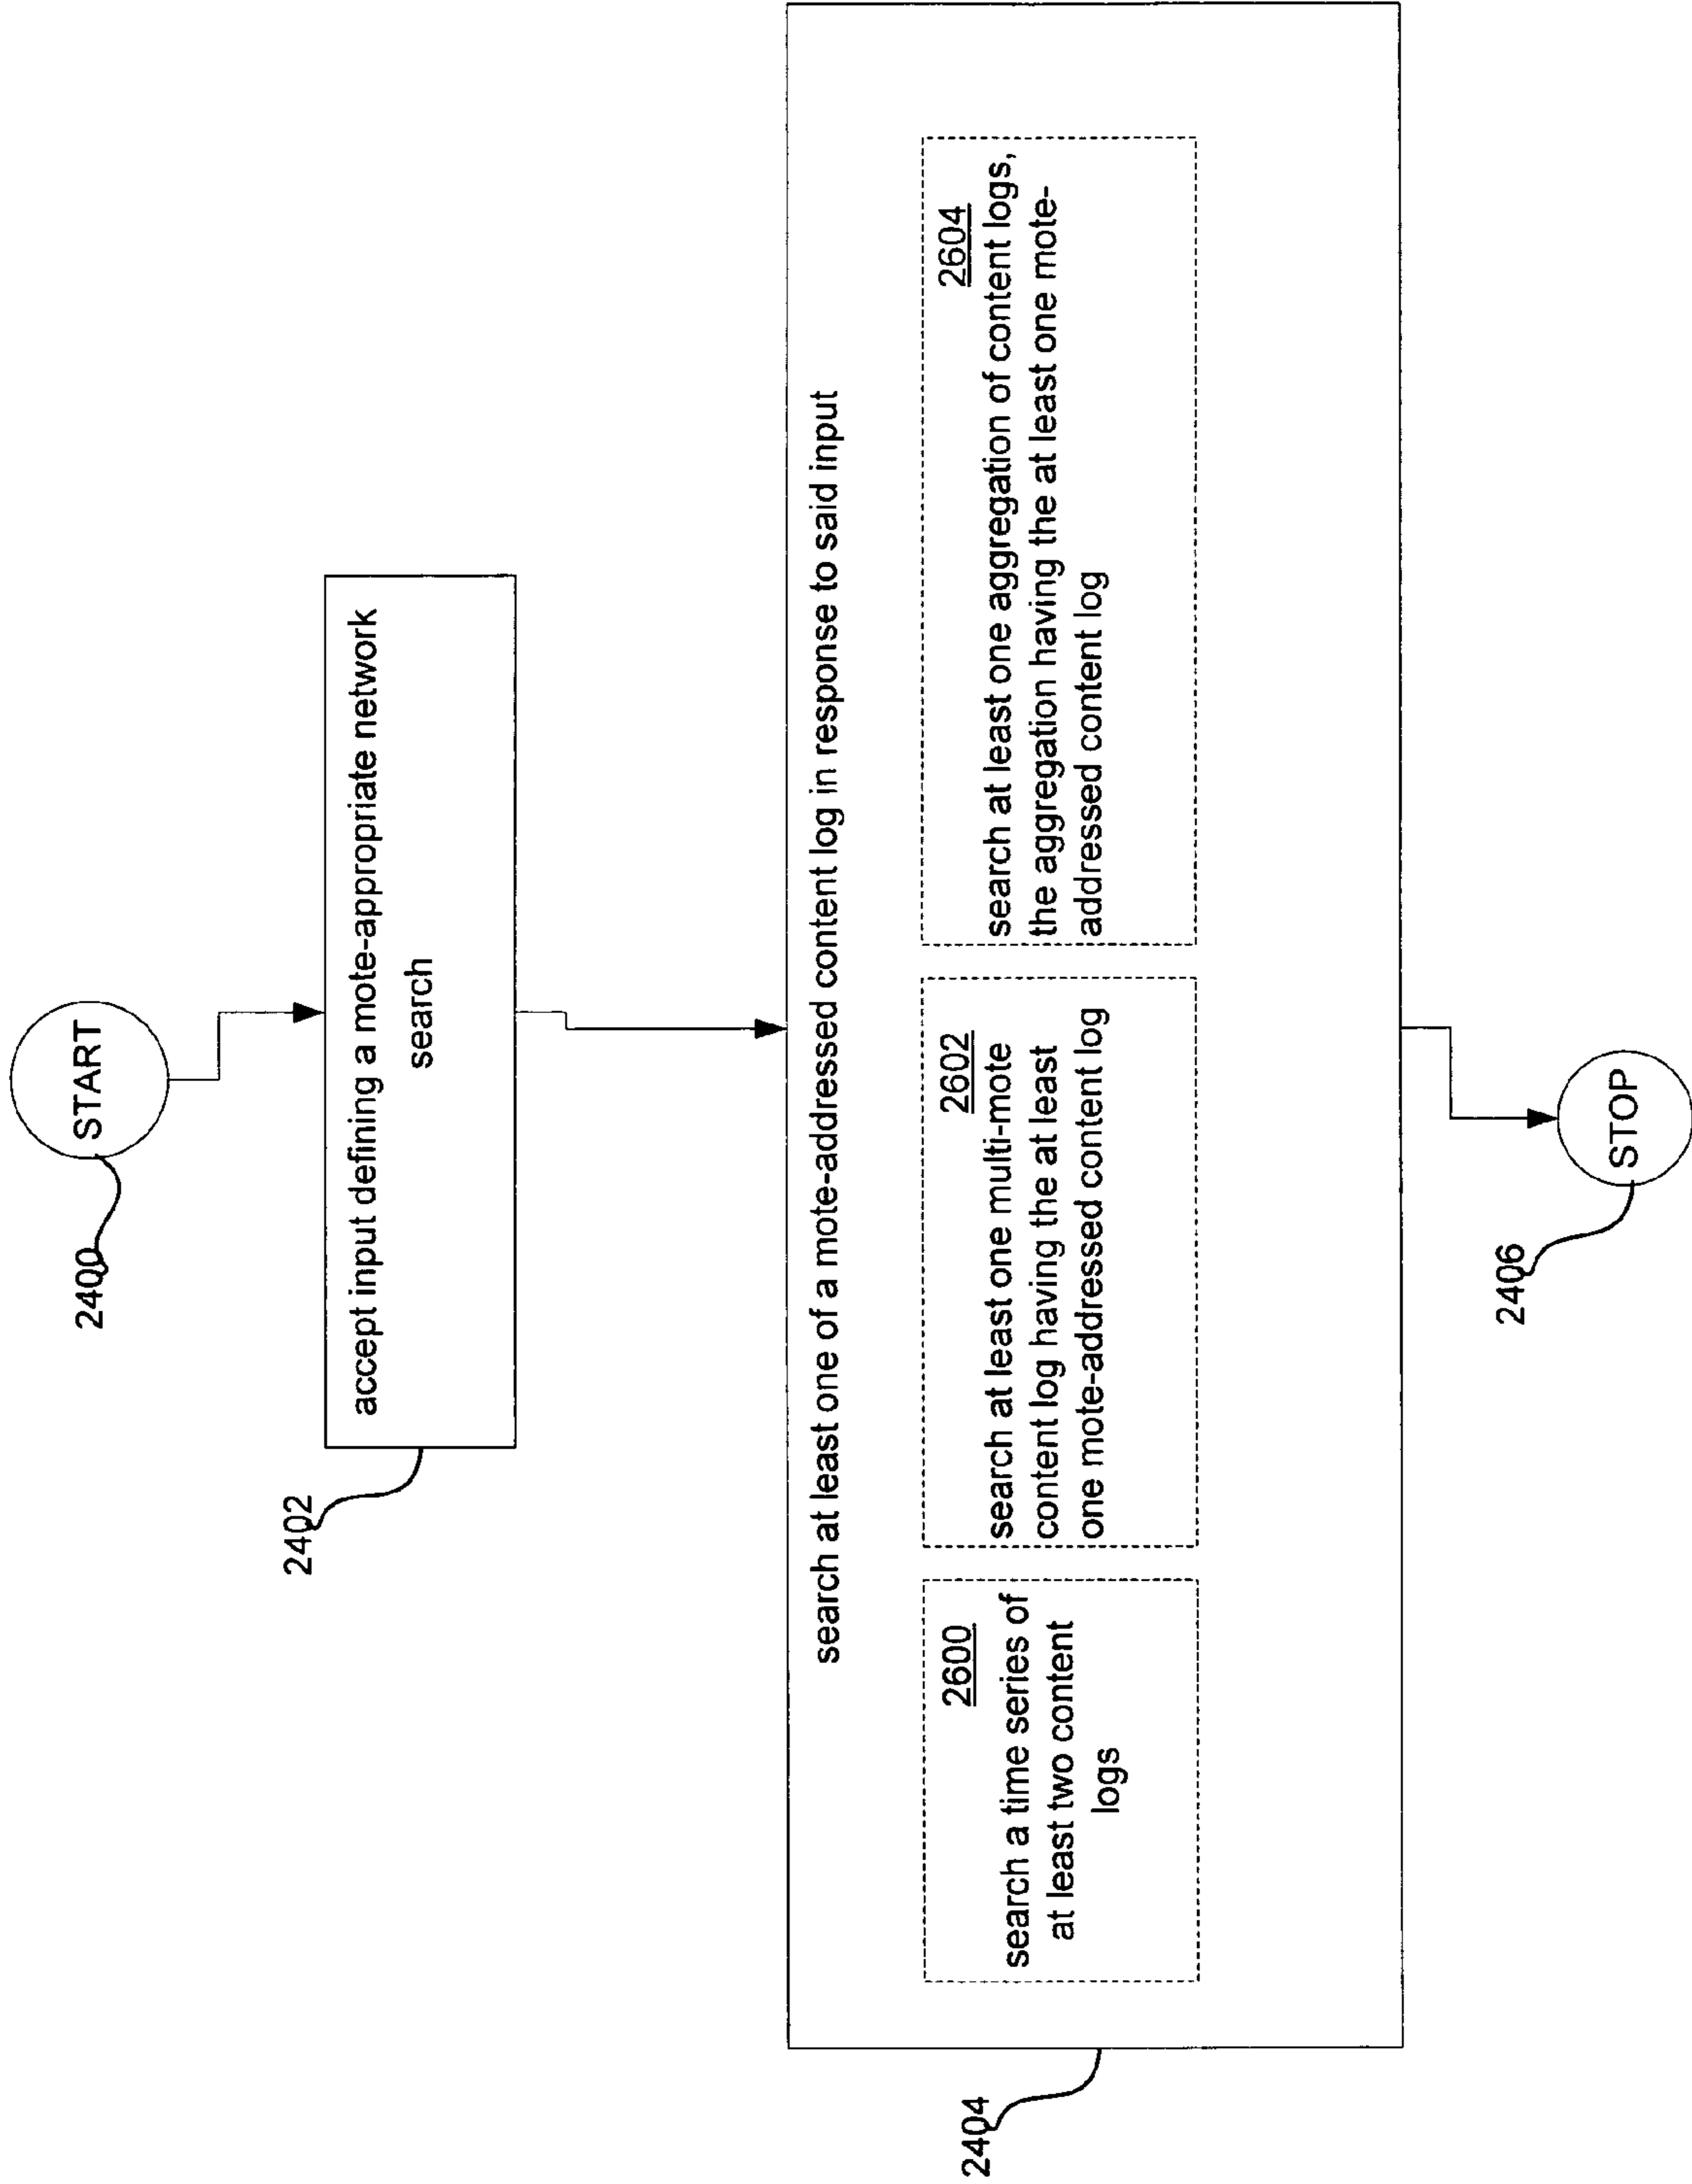 START
2400
accept input defining a mote-appropriate network
search
2402
search at least one of a mote-addressed content log in response to said input
2600
search a time series of
at least two content
logs
2602
search at least one multi-mote
content log having the at least
one mote-addressed content log
2604
search at least one aggregation of content logs,
the aggregation having the at least one mote-
addressed content log
2404
STOP
2406